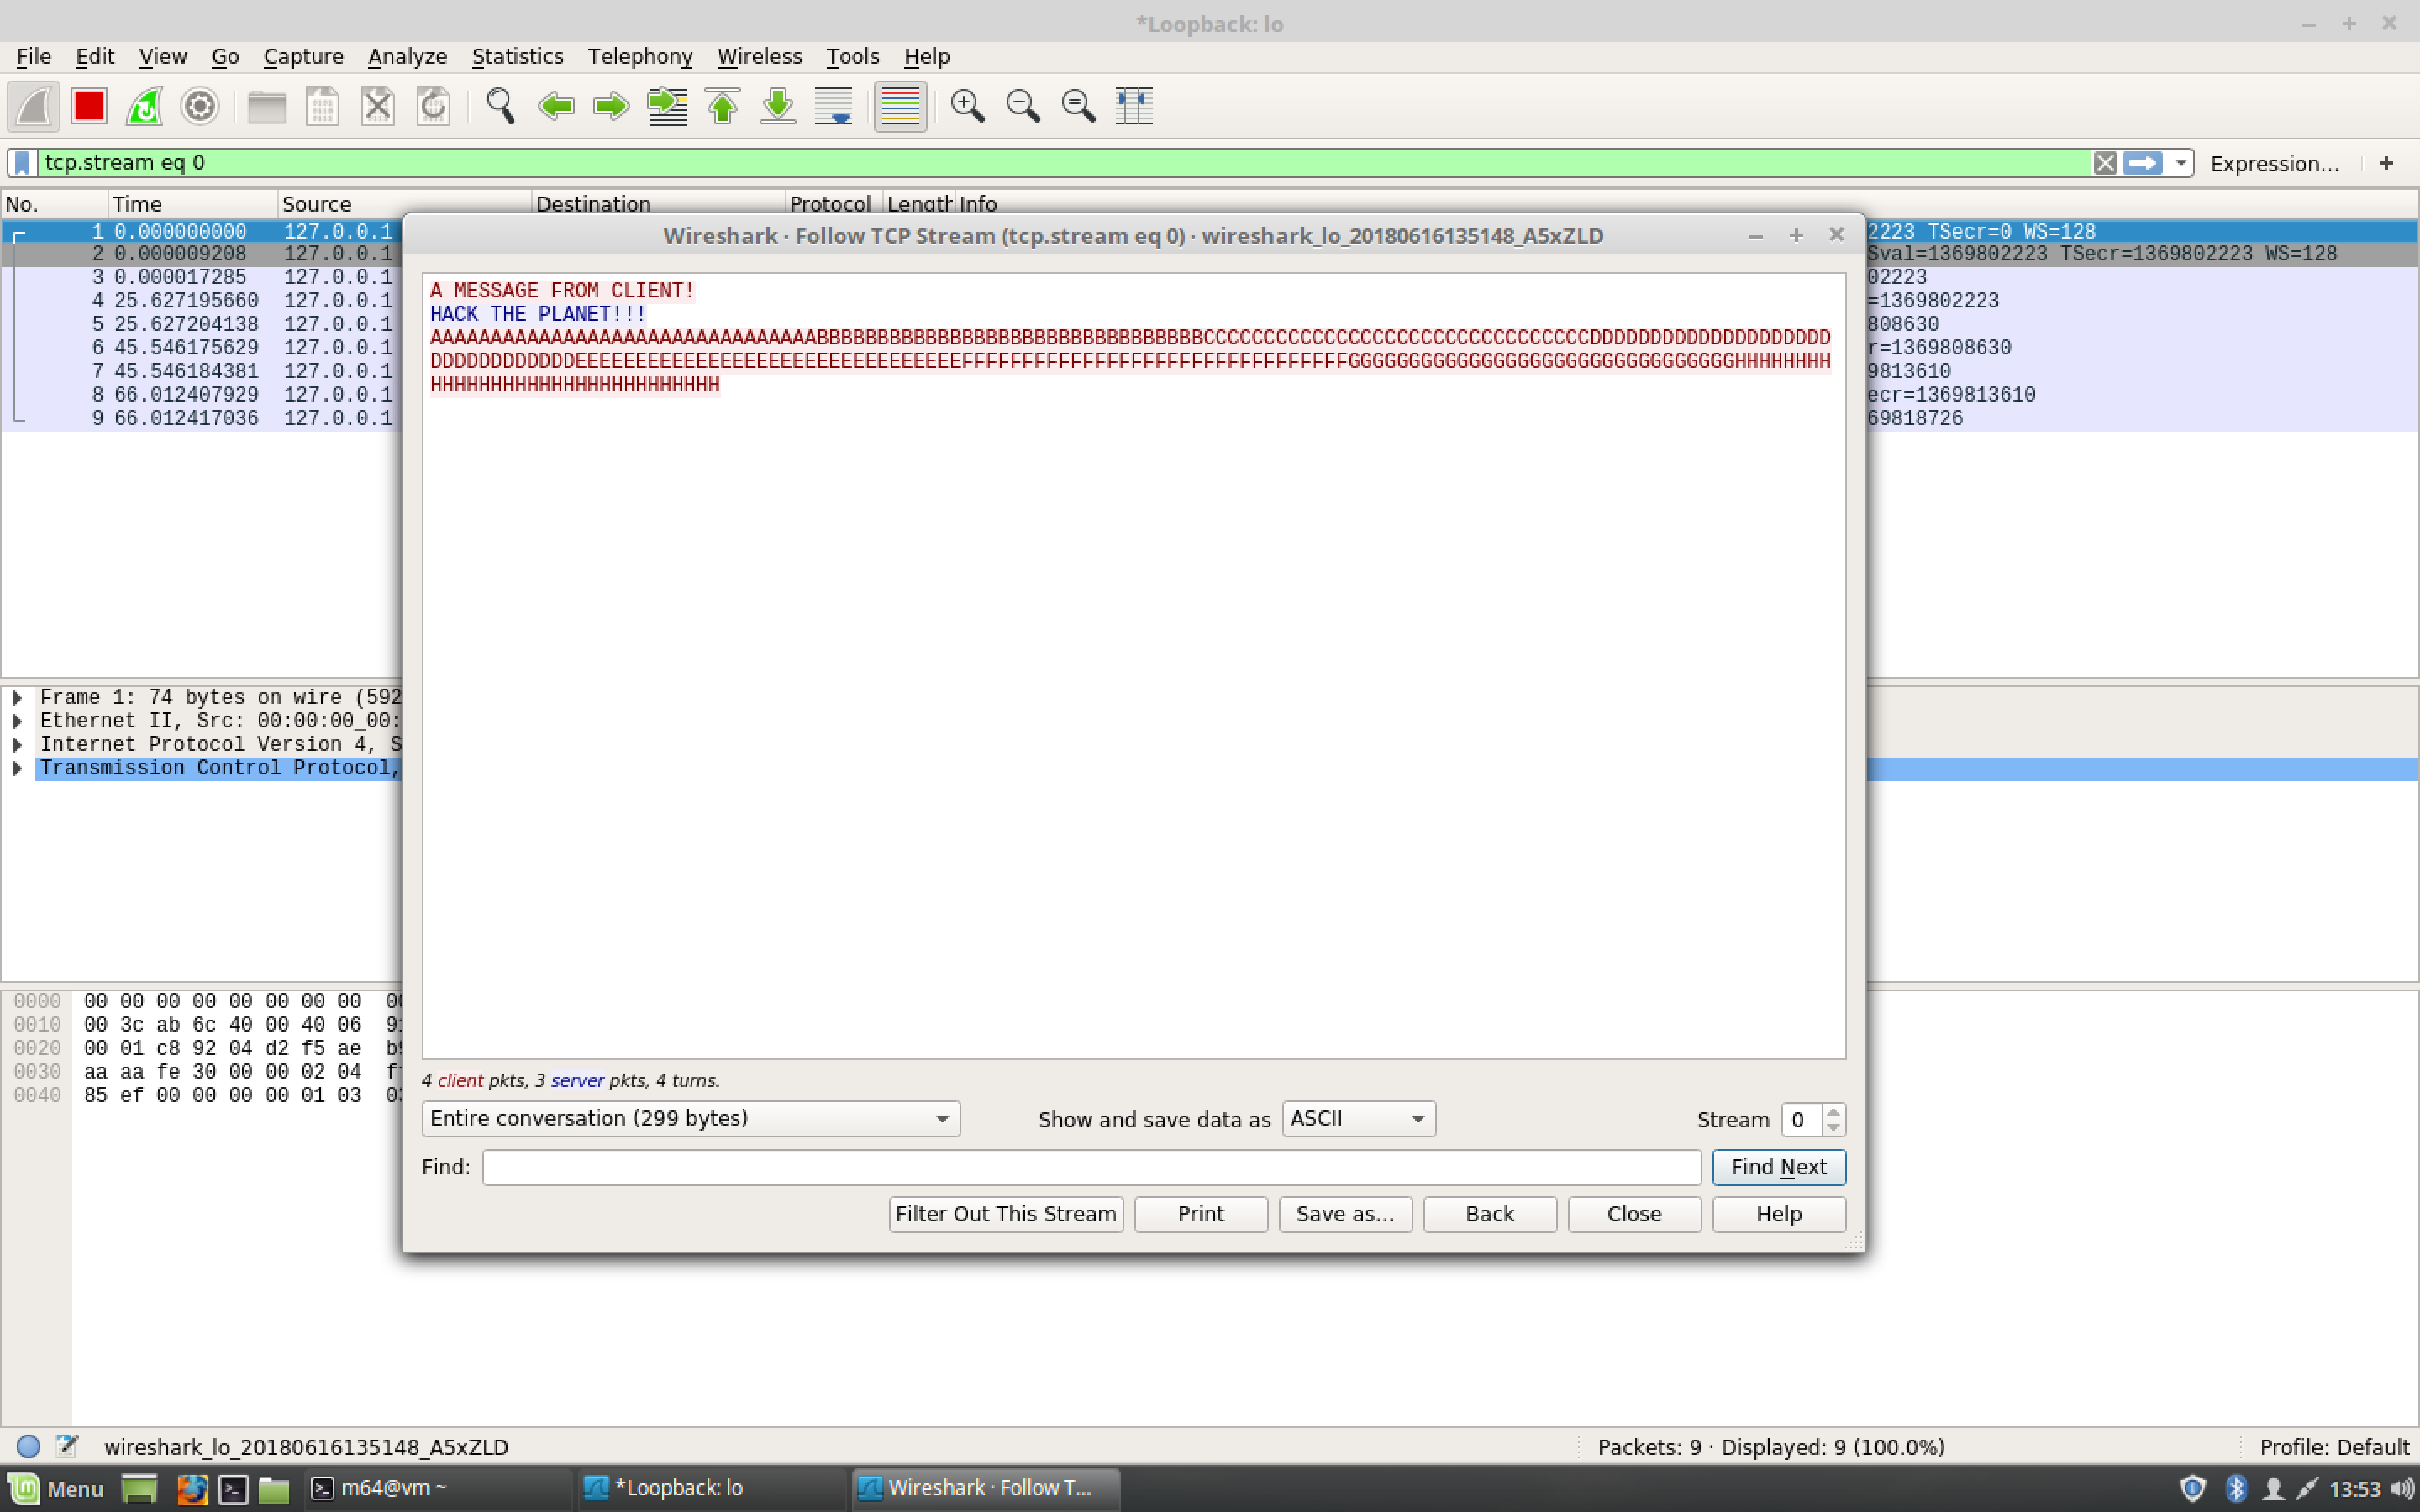 *Loopback: lo
File Edit View Go Capture Analyze Statistics Telephony Wireless Tools Help
tcp.stream eq 0 Expression... +
No. Time Source Destination Protocol Length Info
Wireshark · Follow TCP Stream (tcp.stream eq 0) · wireshark_lo_20180616135148_A5xZLD
1 0.000000000 127.0.0.1 2223 TSecr=0 WS=128
2 0.000009208 127.0.0.1 Sval=1369802223 TSecr=1369802223 WS=128
3 0.000017285 127.0.0.1 02223
4 25.627195660 127.0.0.1 =1369802223
5 25.627204138 127.0.0.1 808630
6 45.546175629 127.0.0.1 r=1369808630
7 45.546184381 127.0.0.1 9813610
8 66.012407929 127.0.0.1 ecr=1369813610
9 66.012417036 127.0.0.1 69818726
A MESSAGE FROM CLIENT!
HACK THE PLANET!!!
AAAAAAAAAAAAAAAAAAAAAAAAAAAAAAAABBBBBBBBBBBBBBBBBBBBBBBBBBBBBBBBCCCCCCCCCCCCCCCCCCCCCCCCCCCCCCCCDDDDDDDDDDDDDDDDDDDD
DDDDDDDDDDDDEEEEEEEEEEEEEEEEEEEEEEEEEEEEEEEEFFFFFFFFFFFFFFFFFFFFFFFFFFFFFFFFGGGGGGGGGGGGGGGGGGGGGGGGGGGGGGGGHHHHHHHH
HHHHHHHHHHHHHHHHHHHHHHHH
Frame 1: 74 bytes on wire (592
Ethernet II, Src: 00:00:00_00:
Internet Protocol Version 4, S
Transmission Control Protocol,
0000 00 00 00 00 00 00 00 00
0010 00 3c ab 6c 40 00 40 06
0020 00 01 c8 92 04 d2 f5 ae
0030 aa aa fe 30 00 00 02 04
0040 85 ef 00 00 00 00 01 03
4 client pkts, 3 server pkts, 4 turns.
Entire conversation (299 bytes) Show and save data as ASCII Stream 0
Find: Find Next
Filter Out This Stream Print Save as... Back Close Help
wireshark_lo_20180616135148_A5xZLD Packets: 9 · Displayed: 9 (100.0%) Profile: Default
Menu m64@vm ~ *Loopback: lo Wireshark · Follow T... 13:53